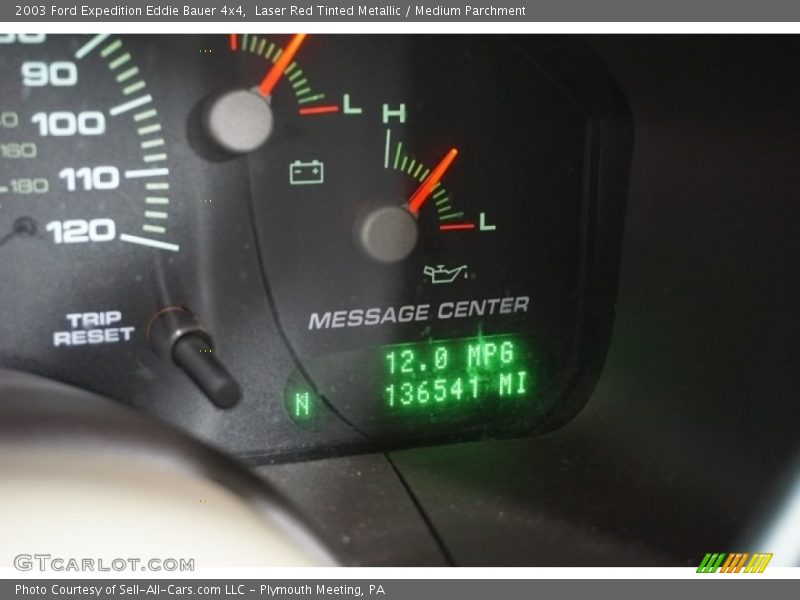 2003 Ford Expedition Eddie Bauer 4x4,  Laser Red Tinted Metallic / Medium Parchment
90
100
160
110
180
120
L
H
L
TRIP
RESET
MESSAGE CENTER
12.0 MPG
136541 MI
N
GTCARLOT.COM
Photo Courtesy of Sell-All-Cars.com LLC - Plymouth Meeting, PA